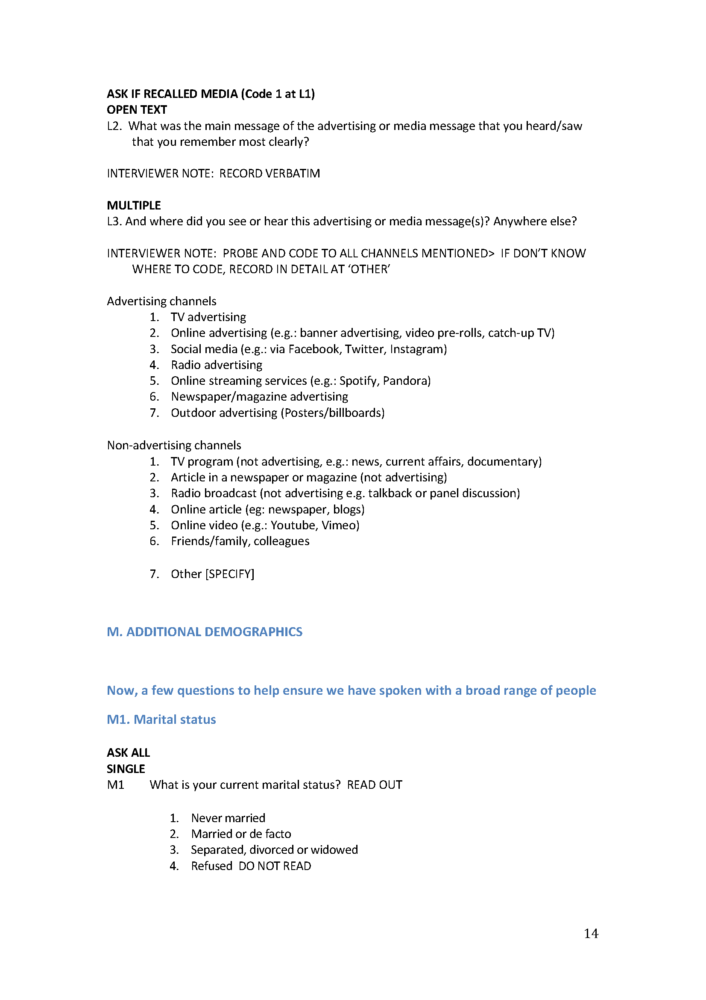 ASK IF RECALLED MEDIA (Code 1 at L1)
OPEN TEXT
L2.  What was the main message of the advertising or media message that you heard/saw
that you remember most clearly?
INTERVIEWER NOTE:  RECORD VERBATIM
MULTIPLE
L3. And where did you see or hear this advertising or media message(s)? Anywhere else?
INTERVIEWER NOTE:  PROBE AND CODE TO ALL CHANNELS MENTIONED>  IF DON’T KNOW
WHERE TO CODE, RECORD IN DETAIL AT ‘OTHER’
Advertising channels
1. TV advertising
2. Online advertising (e.g.: banner advertising, video pre-rolls, catch-up TV)
3. Social media (e.g.: via Facebook, Twitter, Instagram)
4. Radio advertising
5. Online streaming services (e.g.: Spotify, Pandora)
6. Newspaper/magazine advertising
7. Outdoor advertising (Posters/billboards)
Non-advertising channels
1. TV program (not advertising, e.g.: news, current affairs, documentary)
2. Article in a newspaper or magazine (not advertising)
3. Radio broadcast (not advertising e.g. talkback or panel discussion)
4. Online article (eg: newspaper, blogs)
5. Online video (e.g.: Youtube, Vimeo)
6. Friends/family, colleagues
7. Other [SPECIFY]
M. ADDITIONAL DEMOGRAPHICS
Now, a few questions to help ensure we have spoken with a broad range of people
M1. Marital status
ASK ALL
SINGLE
M1 What is your current marital status?  READ OUT
1. Never married
2. Married or de facto
3. Separated, divorced or widowed
4. Refused  DO NOT READ
14